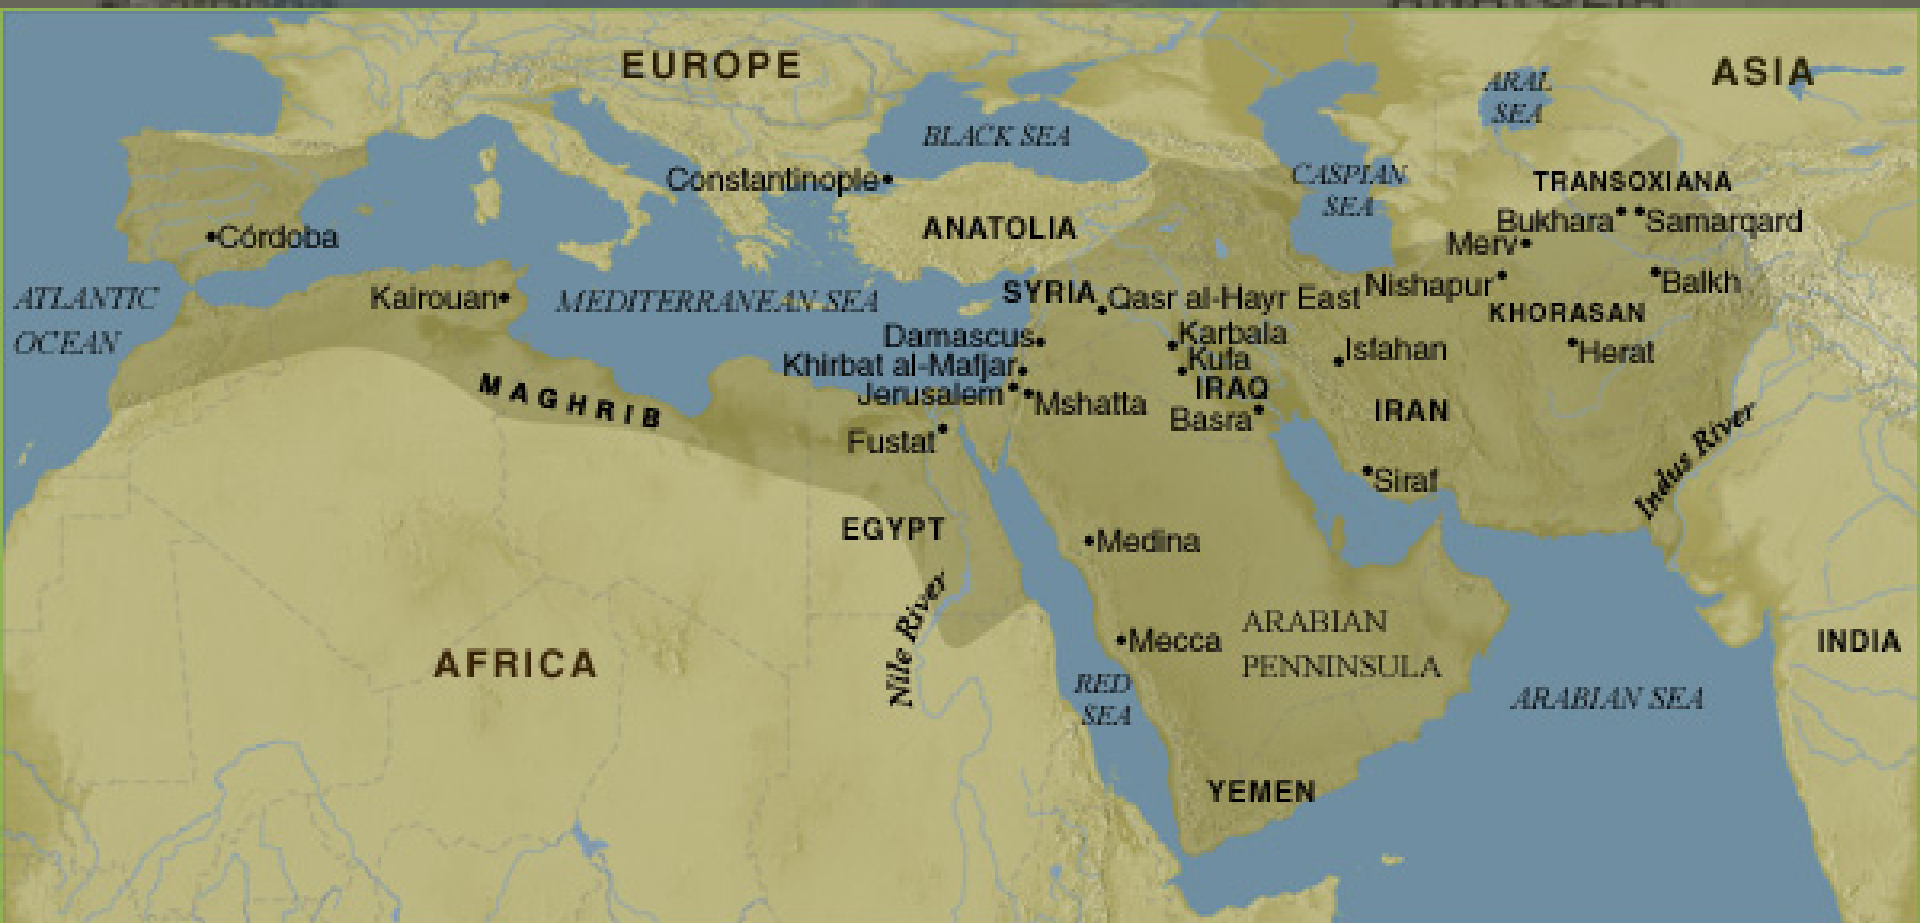 EUROPE
ASIA
ARAL
SEA
BLACK SEA
Constantinople
CASPIAN
SEA
TRANSOXIANA
Bukhara
Samarqard
Córdoba
ANATOLIA
Merv
Nishapur
Balkh
ATLANTIC
OCEAN
Kairouan
MEDITERRANEAN SEA
SYRIA
Qasr al-Hayr East
KHORASAN
Damascus
Karbala
Isfahan
Herat
Khirbat al-Mafjar
Kufa
Jerusalem
Mshatta
IRAQ
MAGHRIB
Basra
IRAN
Fustat
Indus River
Siraf
EGYPT
Medina
Nile River
Mecca
ARABIAN
PENNINSULA
INDIA
AFRICA
RED
SEA
ARABIAN SEA
YEMEN